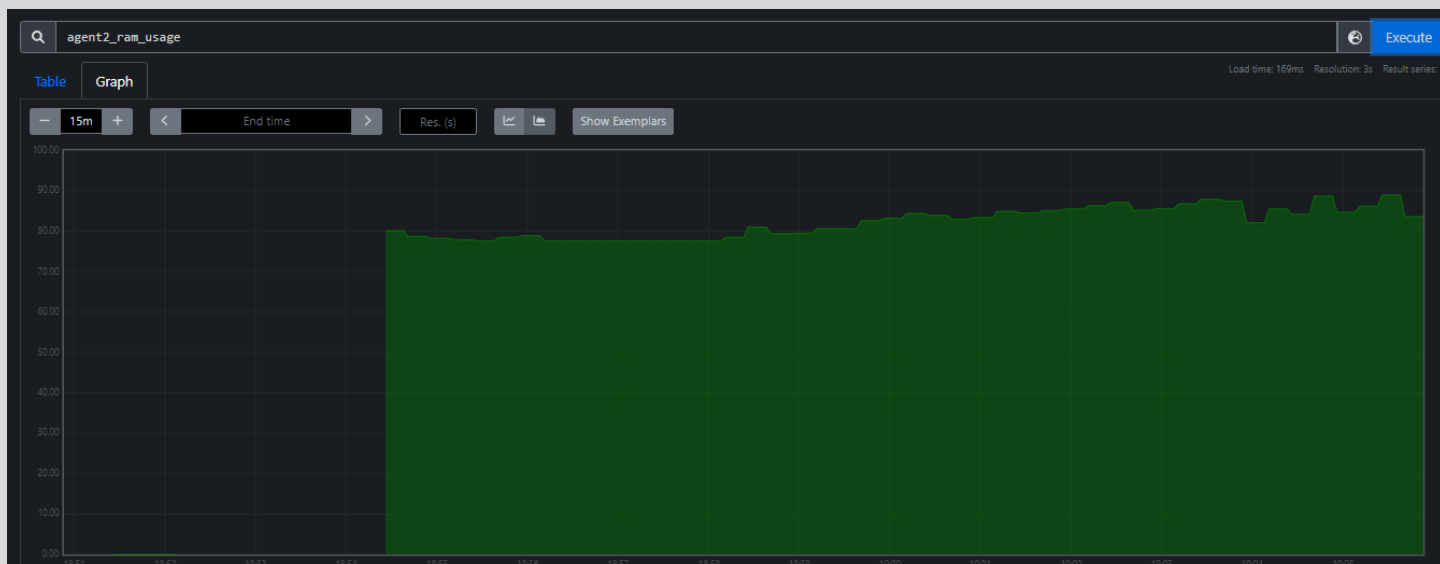 agent2_ram_usage
Execute
Load time: 169ms Resolution: 3s Result series:
Table Graph
15m End time Res. (s) Show Exemplars
100.00
90.00
80.00
70.00
60.00
50.00
40.00
30.00
20.00
10.00
0.00